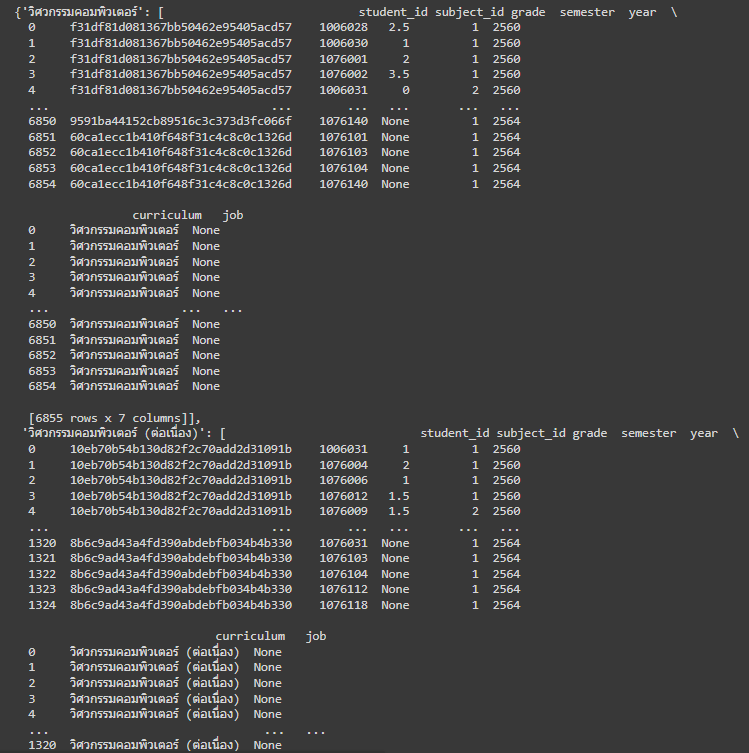 {'วิศวกรรมคอมพิวเตอร์': [ student_id subject_id grade semester year \
0 f31df81d081367bb50462e95405acd57 1006028 2.5 1 2560
1 f31df81d081367bb50462e95405acd57 1006030 1 1 2560
2 f31df81d081367bb50462e95405acd57 1076001 2 1 2560
3 f31df81d081367bb50462e95405acd57 1076002 3.5 1 2560
4 f31df81d081367bb50462e95405acd57 1006031 0 2 2560
... ... ... ... ... ...
6850 9591ba44152cb89516c3c373d3fc066f 1076140 None 1 2564
6851 60ca1ecc1b410f648f31c4c8c0c1326d 1076101 None 1 2564
6852 60ca1ecc1b410f648f31c4c8c0c1326d 1076103 None 1 2564
6853 60ca1ecc1b410f648f31c4c8c0c1326d 1076104 None 1 2564
6854 60ca1ecc1b410f648f31c4c8c0c1326d 1076140 None 1 2564
curriculum job
0 วิศวกรรมคอมพิวเตอร์ None
1 วิศวกรรมคอมพิวเตอร์ None
2 วิศวกรรมคอมพิวเตอร์ None
3 วิศวกรรมคอมพิวเตอร์ None
4 วิศวกรรมคอมพิวเตอร์ None
... ... ...
6850 วิศวกรรมคอมพิวเตอร์ None
6851 วิศวกรรมคอมพิวเตอร์ None
6852 วิศวกรรมคอมพิวเตอร์ None
6853 วิศวกรรมคอมพิวเตอร์ None
6854 วิศวกรรมคอมพิวเตอร์ None
[6855 rows x 7 columns]],
'วิศวกรรมคอมพิวเตอร์ (ต่อเนื่อง)': [ student_id subject_id grade semester year \
0 10eb70b54b130d82f2c70add2d31091b 1006031 1 1 2560
1 10eb70b54b130d82f2c70add2d31091b 1076004 2 1 2560
2 10eb70b54b130d82f2c70add2d31091b 1076006 1 1 2560
3 10eb70b54b130d82f2c70add2d31091b 1076012 1.5 1 2560
4 10eb70b54b130d82f2c70add2d31091b 1076009 1.5 2 2560
... ... ... ... ... ...
1320 8b6c9ad43a4fd390abdebfb034b4b330 1076031 None 1 2564
1321 8b6c9ad43a4fd390abdebfb034b4b330 1076103 None 1 2564
1322 8b6c9ad43a4fd390abdebfb034b4b330 1076104 None 1 2564
1323 8b6c9ad43a4fd390abdebfb034b4b330 1076112 None 1 2564
1324 8b6c9ad43a4fd390abdebfb034b4b330 1076118 None 1 2564
curriculum job
0 วิศวกรรมคอมพิวเตอร์ (ต่อเนื่อง) None
1 วิศวกรรมคอมพิวเตอร์ (ต่อเนื่อง) None
2 วิศวกรรมคอมพิวเตอร์ (ต่อเนื่อง) None
3 วิศวกรรมคอมพิวเตอร์ (ต่อเนื่อง) None
4 วิศวกรรมคอมพิวเตอร์ (ต่อเนื่อง) None
... ... ...
1320 วิศวกรรมคอมพิวเตอร์ (ต่อเนื่อง) None